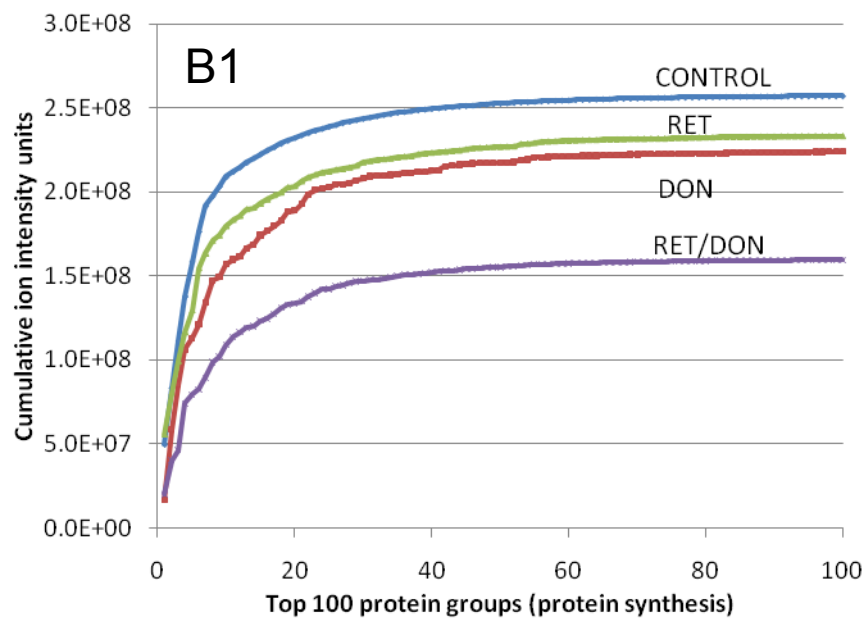 B1
Cumulative ion intensity units
3.0E+08
2.5E+08
2.0E+08
1.5E+08
1.0E+08
5.0E+07
0.0E+00
CONTROL
RET
DON
RET/DON
0 20 40 60 80 100
Top 100 protein groups (protein synthesis)